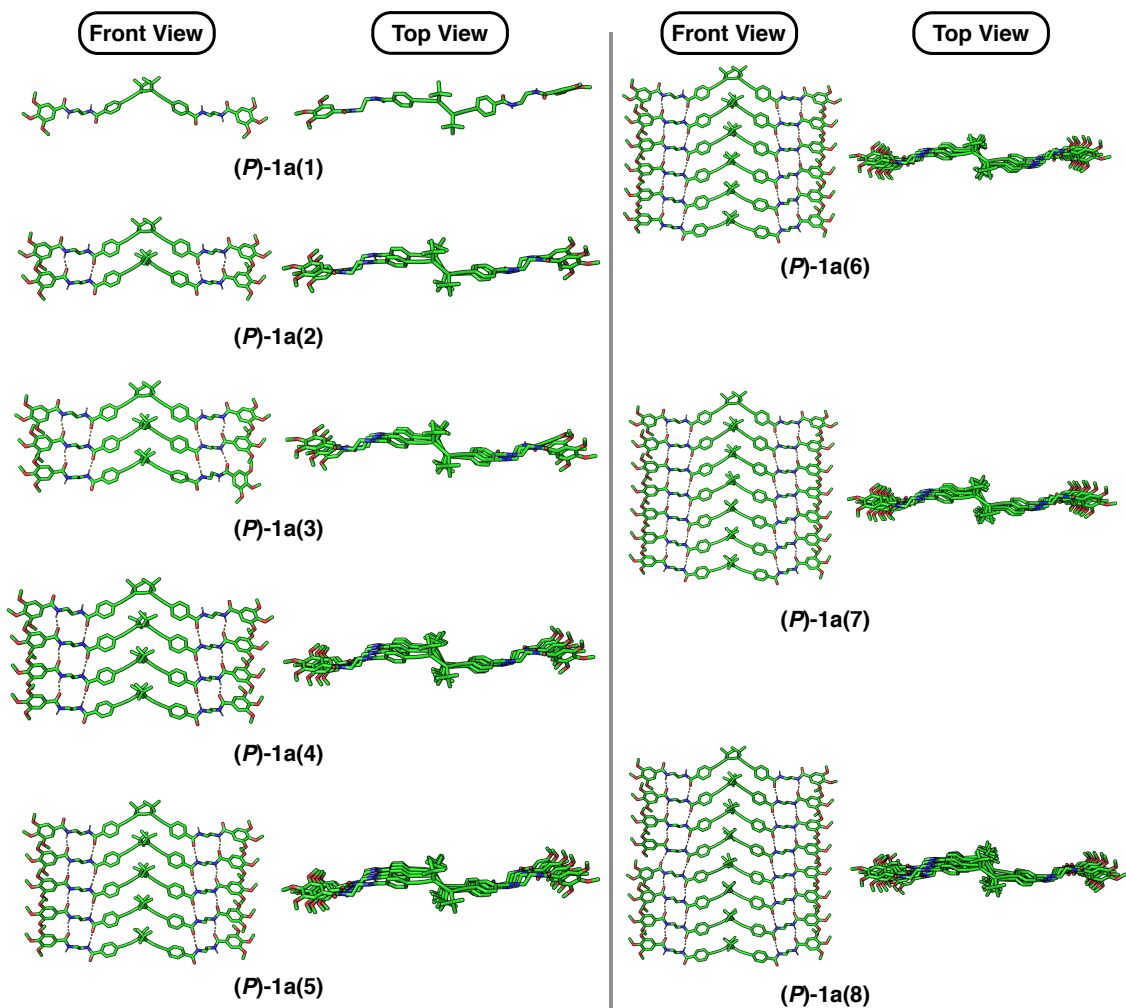 Front View
Top View
(P)-1a(1)
(P)-1a(2)
(P)-1a(3)
(P)-1a(4)
(P)-1a(5)
Front View
Top View
(P)-1a(6)
(P)-1a(7)
(P)-1a(8)